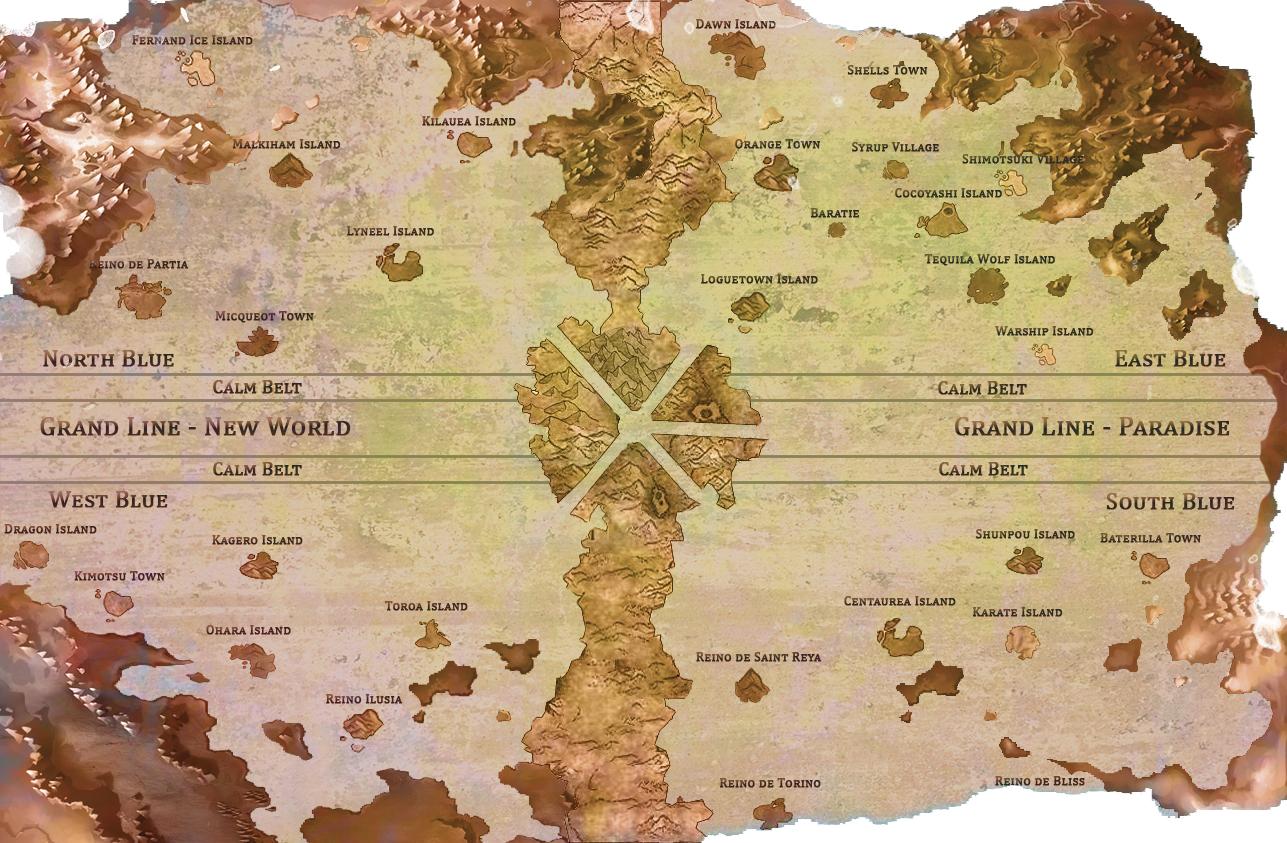 Dawn Island
Fernand Ice Island
Shells Town
Kilauea Island
Malkiham Island
Orange Town
Syrup Village
Shimotsuki Village
Cocoyashi Island
Baratie
Lyneel Island
Reino de Partia
Tequila Wolf Island
Loguetown Island
Micqueot Town
Warship Island
North Blue
East Blue
Calm Belt
Calm Belt
Grand Line - New World
Grand Line - Paradise
Calm Belt
Calm Belt
West Blue
South Blue
Dragon Island
Kagero Island
Shunpou Island
Baterilla Town
Kimotsu Town
Toroa Island
Centaurea Island
Karate Island
Ohara Island
Reino de Saint Reya
Reino Ilusia
Reino de Torino
Reino de Bliss